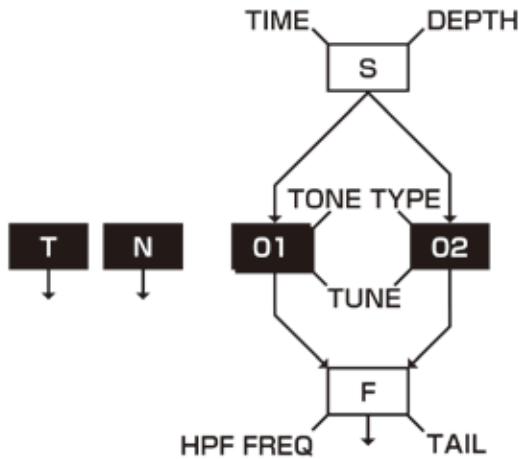 TIME DEPTH
S
TONE TYPE
T N 01 02
TUNE
F
HPF FREQ TAIL